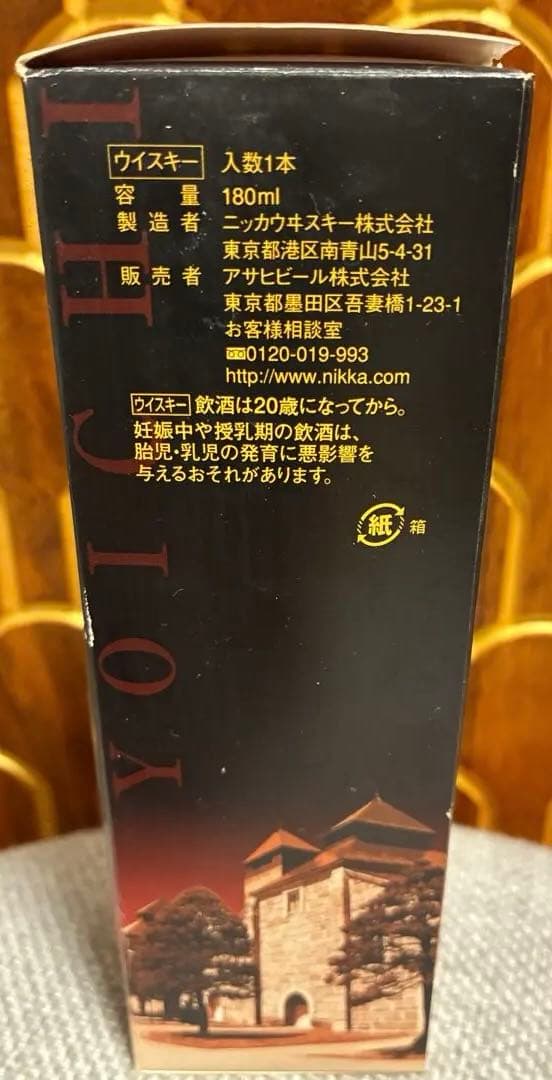 YOICHI
ウイスキー 入数1本
容量 180ml
製造者 ニッカウヰスキー株式会社
東京都港区南青山5-4-31
販売者 アサヒビール株式会社
東京都墨田区吾妻橋1-23-1
お客様相談室
0120-019-993
http://www.nikka.com
ウイスキー 飲酒は20歳になってから。
妊娠中や授乳期の飲酒は、
胎児・乳児の発育に悪影響を
与えるおそれがあります。
紙 箱